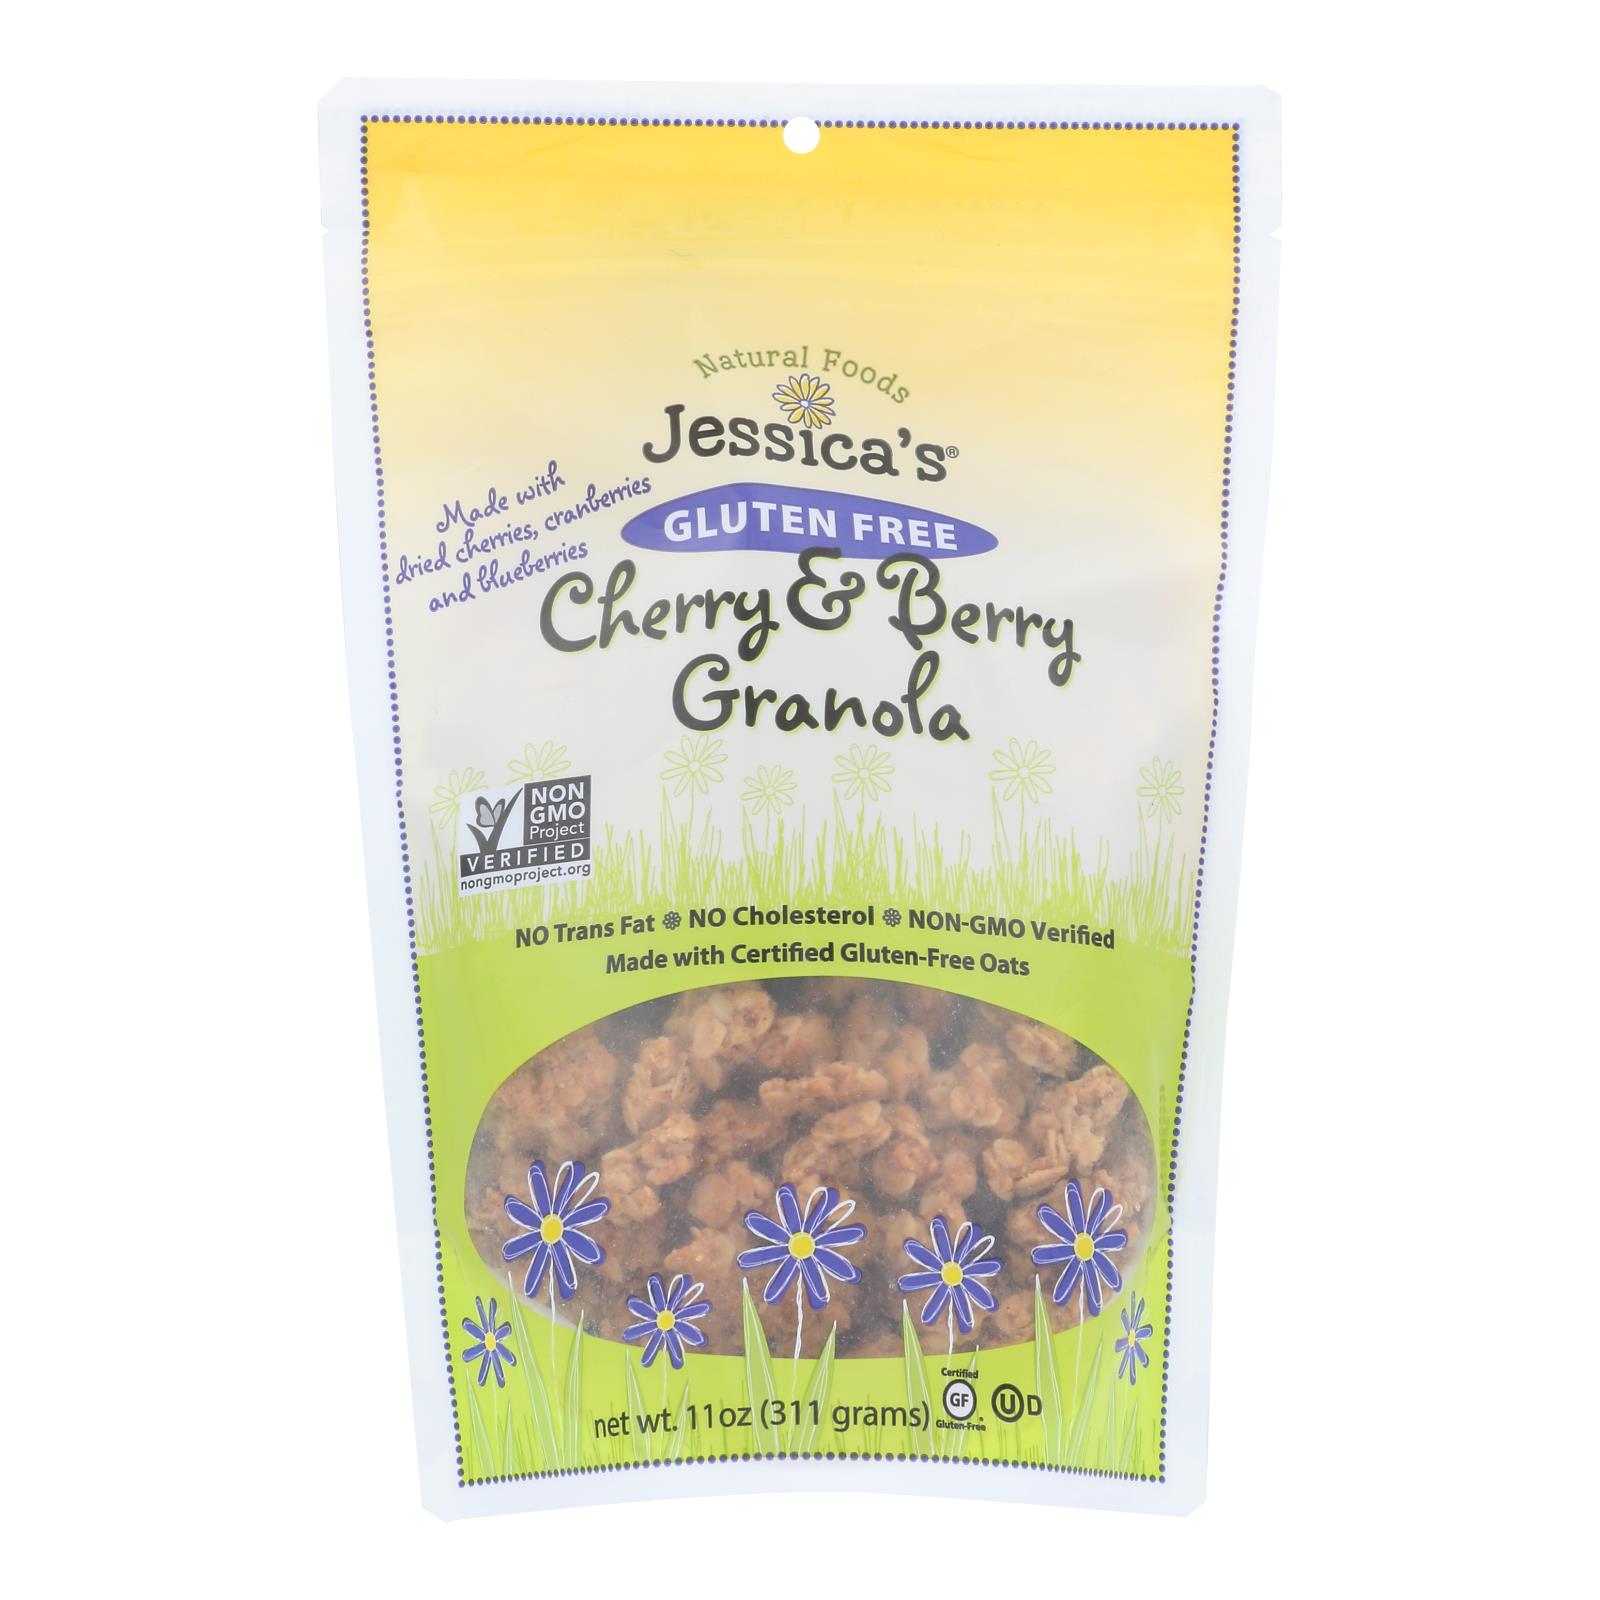 Natural Foods
Jessica's®
GLUTEN FREE
Made with
dried cherries, cranberries
and blueberries
Cherry & Berry
Granola
NON
GMO
Project
VERIFIED
nongmoproject.org
NO Trans Fat ❁ NO Cholesterol ❁ NON-GMO Verified
Made with Certified Gluten-Free Oats
net wt. 11oz (311 grams)
Certified
GF
Gluten-Free
U D